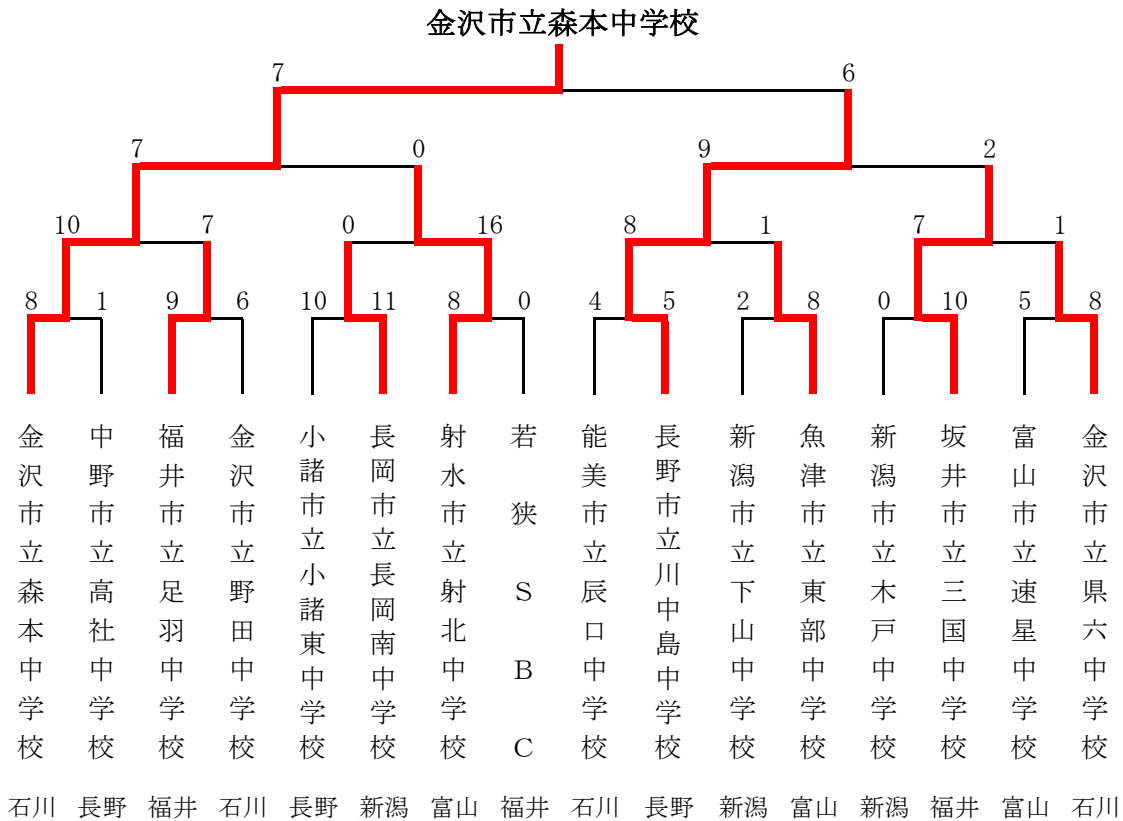 金沢市立森本中学校
7 6
7 0 9 2
10 7 0 16 8 1 7 1
8 1 9 6 10 11 8 0 4 5 2 8 0 10 5 8
金沢市立森本中学校
中野市立高社中学校
福井市立足羽中学校
金沢市立野田中学校
小諸市立小諸東中学校
長岡市立長岡南中学校
射水市立射北中学校
若狭SBC
能美市立辰口中学校
長野市立川中島中学校
新潟市立下山中学校
魚津市立東部中学校
新潟市立木戸中学校
坂井市立三国中学校
富山市立速星中学校
金沢市立県六中学校
石川 長野 福井 石川 長野 新潟 富山 福井 石川 長野 新潟 富山 新潟 福井 富山 石川